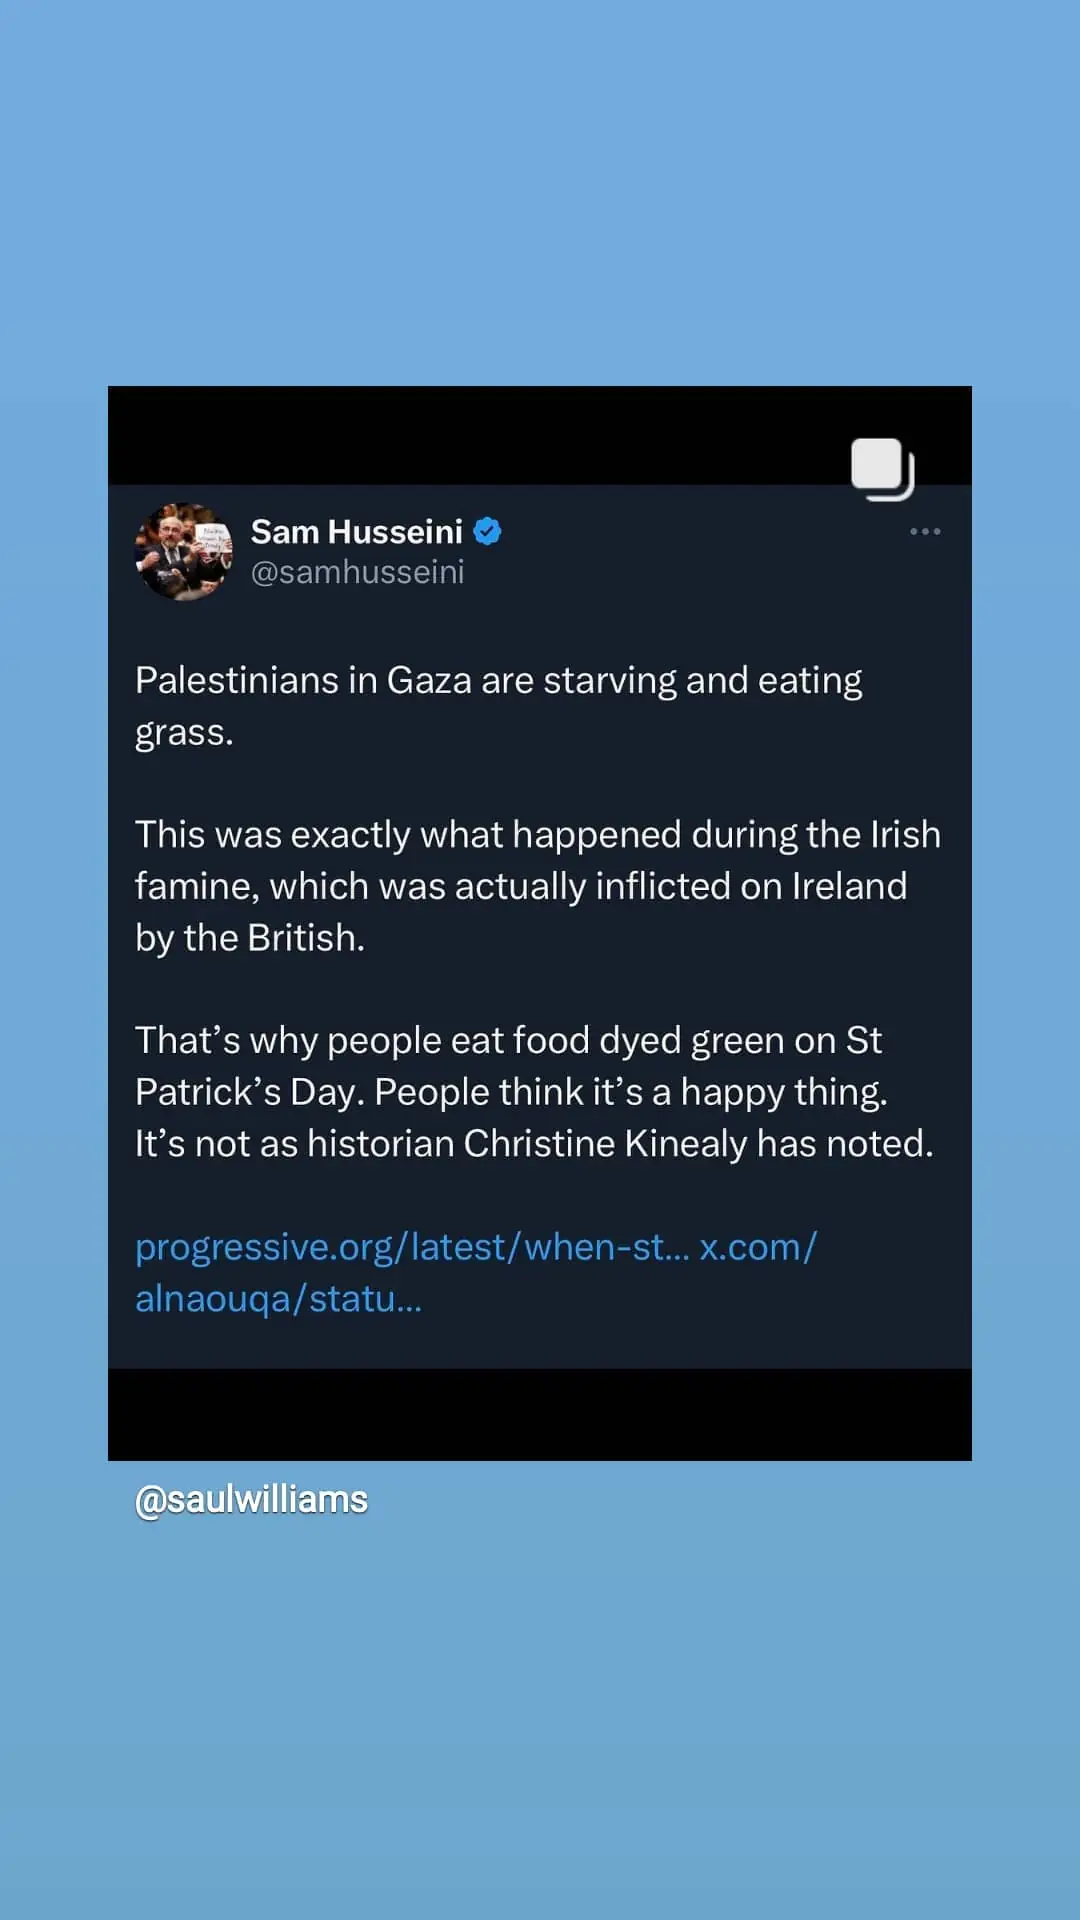 Sam Husseini
@samhusseini
Palestinians in Gaza are starving and eating
grass.
This was exactly what happened during the Irish
famine, which was actually inflicted on Ireland
by the British.
That’s why people eat food dyed green on St
Patrick’s Day. People think it’s a happy thing.
It’s not as historian Christine Kinealy has noted.
progressive.org/latest/when-st... x.com/
alnaouqa/statu...
@saulwilliams